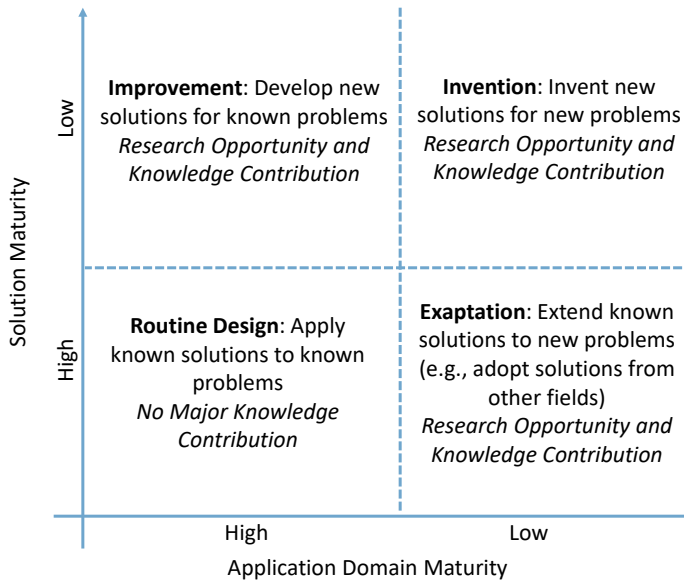 Improvement: Develop new
solutions for known problems
Research Opportunity and
Knowledge Contribution
Invention: Invent new
solutions for new problems
Research Opportunity and
Knowledge Contribution
Low
Solution Maturity
High
Routine Design: Apply
known solutions to known
problems
No Major Knowledge
Contribution
Exaptation: Extend known
solutions to new problems
(e.g., adopt solutions from
other fields)
Research Opportunity and
Knowledge Contribution
High
Low
Application Domain Maturity